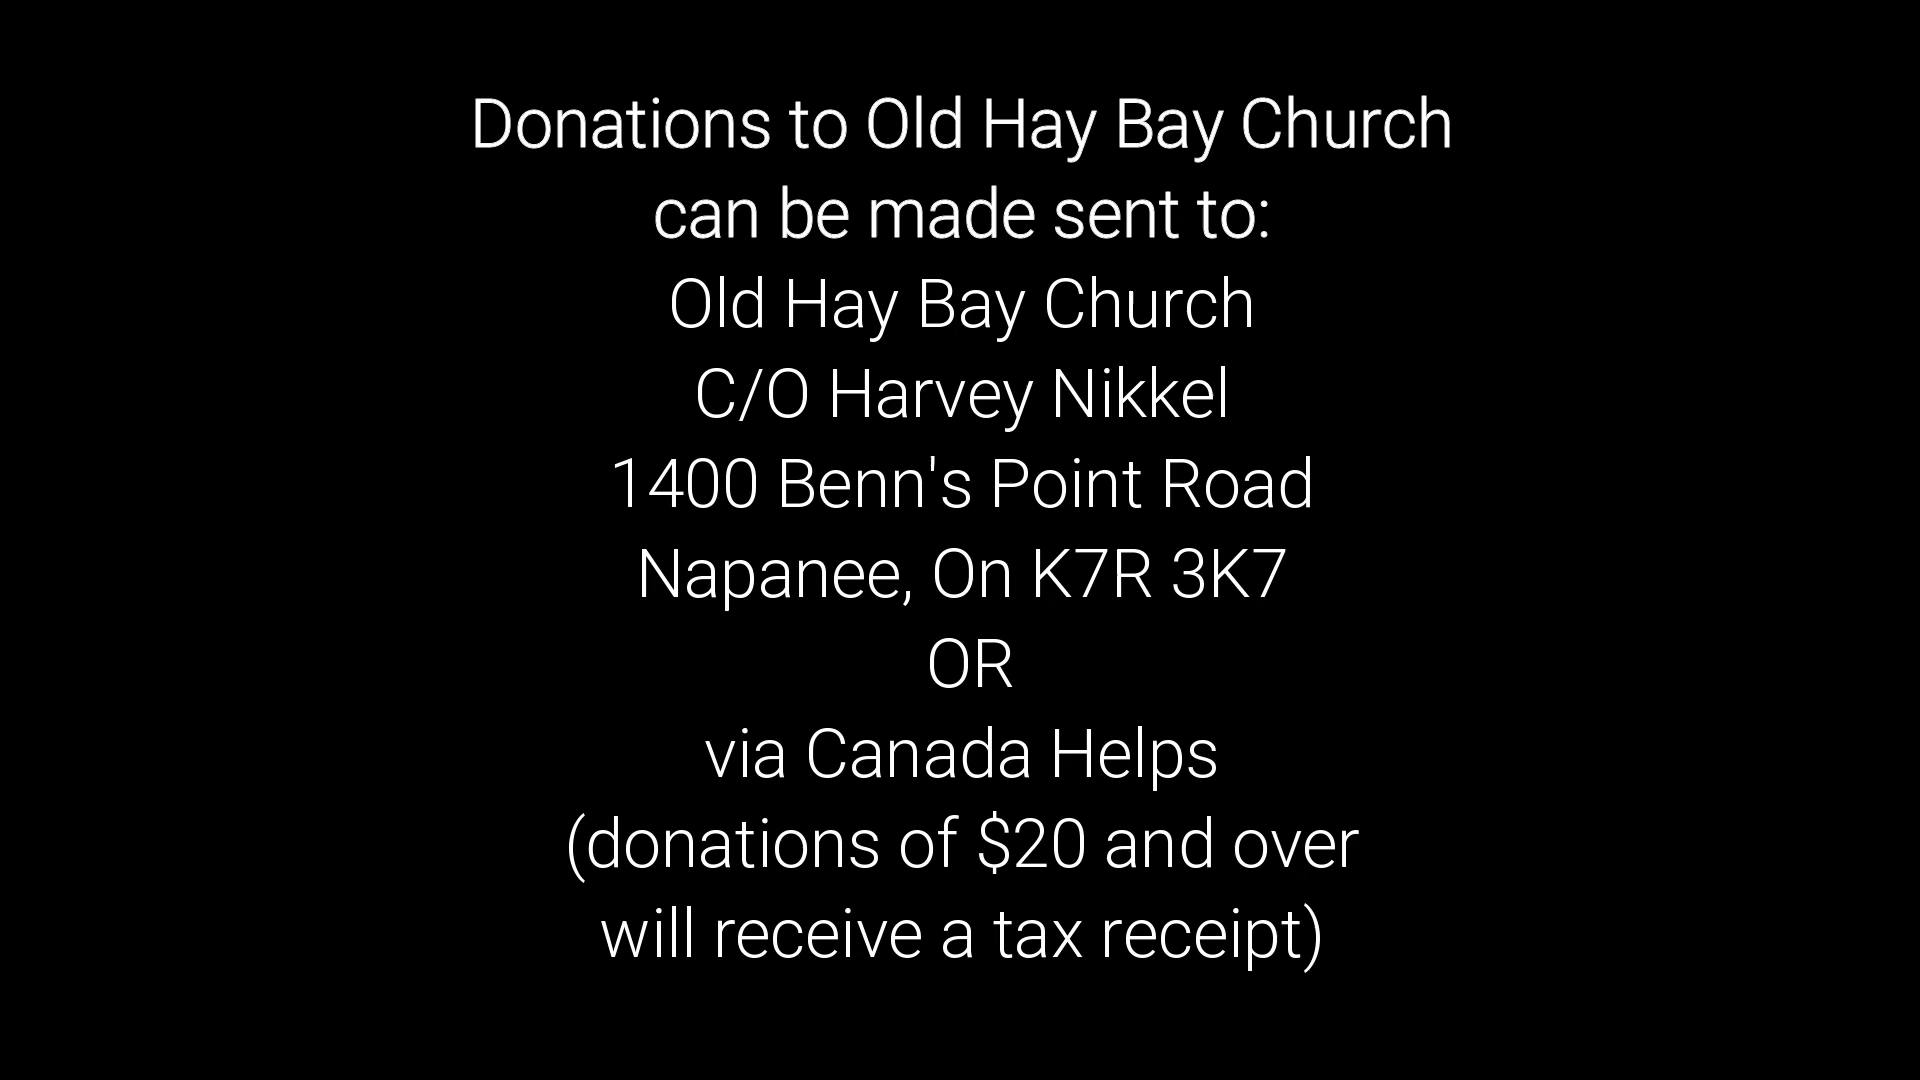 Donations to Old Hay Bay Church
can be made sent to:
Old Hay Bay Church
C/O Harvey Nikkel
1400 Benn's Point Road
Napanee, On K7R 3K7
OR
via Canada Helps
(donations of $20 and over
will receive a tax receipt)